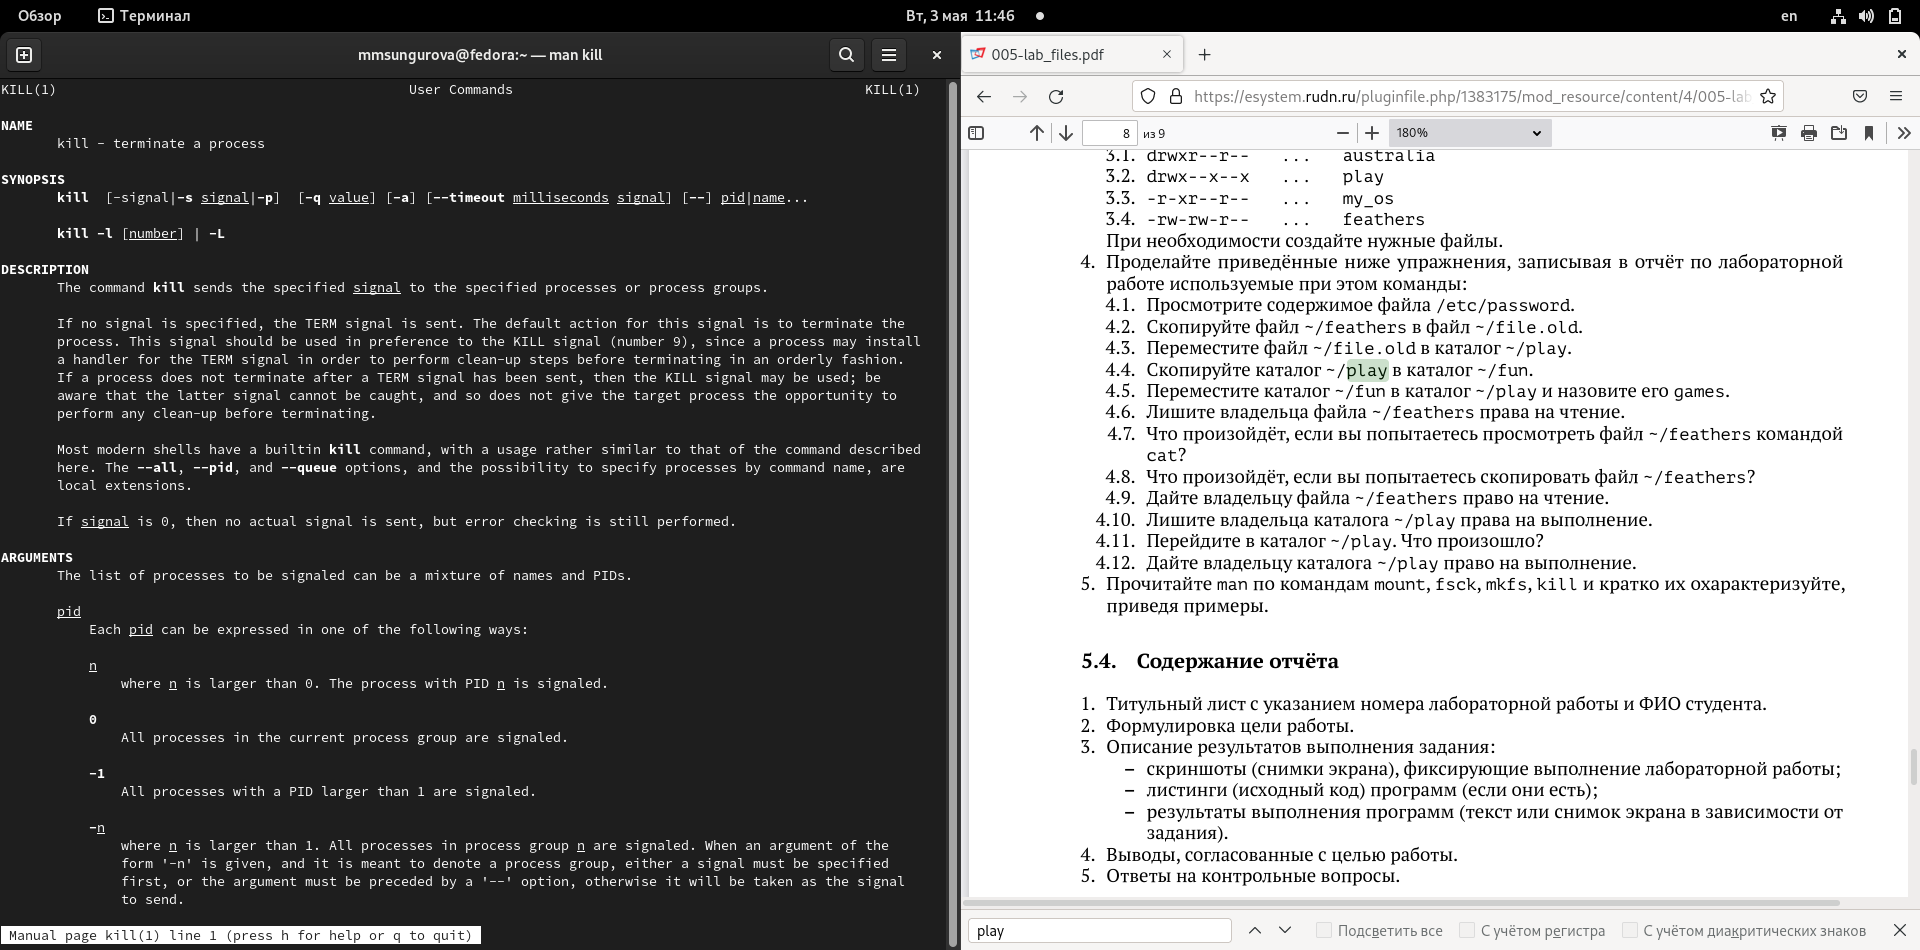 Обзор
Терминал
Вт, 3 мая 11:46
en
mmsungurova@fedora:~ — man kill
KILL(1) User Commands KILL(1)
NAME
kill - terminate a process
SYNOPSIS
kill [-signal|-s signal|-p] [-q value] [-a] [--timeout milliseconds signal] [--] pid|name...
kill -l [number] | -L
DESCRIPTION
The command kill sends the specified signal to the specified processes or process groups.
If no signal is specified, the TERM signal is sent. The default action for this signal is to terminate the
process. This signal should be used in preference to the KILL signal (number 9), since a process may install
a handler for the TERM signal in order to perform clean-up steps before terminating in an orderly fashion.
If a process does not terminate after a TERM signal has been sent, then the KILL signal may be used; be
aware that the latter signal cannot be caught, and so does not give the target process the opportunity to
perform any clean-up before terminating.
Most modern shells have a builtin kill command, with a usage rather similar to that of the command described
here. The --all, --pid, and --queue options, and the possibility to specify processes by command name, are
local extensions.
If signal is 0, then no actual signal is sent, but error checking is still performed.
ARGUMENTS
The list of processes to be signaled can be a mixture of names and PIDs.
pid
Each pid can be expressed in one of the following ways:
n
where n is larger than 0. The process with PID n is signaled.
0
All processes in the current process group are signaled.
-1
All processes with a PID larger than 1 are signaled.
-n
where n is larger than 1. All processes in process group n are signaled. When an argument of the
form '-n' is given, and it is meant to denote a process group, either a signal must be specified
first, or the argument must be preceded by a '--' option, otherwise it will be taken as the signal
to send.
Manual page kill(1) line 1 (press h for help or q to quit)
005-lab_files.pdf
https://esystem.rudn.ru/pluginfile.php/1383175/mod_resource/content/4/005-lab
8 из 9
180%
3.1. drwxr--r-- ... australia
3.2. drwx--x--x ... play
3.3. -r-xr--r-- ... my_os
3.4. -rw-rw-r-- ... feathers
При необходимости создайте нужные файлы.
4. Проделайте приведённые ниже упражнения, записывая в отчёт по лабораторной
работе используемые при этом команды:
4.1. Просмотрите содержимое файла /etc/password.
4.2. Скопируйте файл ~/feathers в файл ~/file.old.
4.3. Переместите файл ~/file.old в каталог ~/play.
4.4. Скопируйте каталог ~/play в каталог ~/fun.
4.5. Переместите каталог ~/fun в каталог ~/play и назовите его games.
4.6. Лишите владельца файла ~/feathers права на чтение.
4.7. Что произойдёт, если вы попытаетесь просмотреть файл ~/feathers командой
cat?
4.8. Что произойдёт, если вы попытаетесь скопировать файл ~/feathers?
4.9. Дайте владельцу файла ~/feathers право на чтение.
4.10. Лишите владельца каталога ~/play права на выполнение.
4.11. Перейдите в каталог ~/play. Что произошло?
4.12. Дайте владельцу каталога ~/play право на выполнение.
5. Прочитайте man по командам mount, fsck, mkfs, kill и кратко их охарактеризуйте,
приведя примеры.
5.4. Содержание отчёта
1. Титульный лист с указанием номера лабораторной работы и ФИО студента.
2. Формулировка цели работы.
3. Описание результатов выполнения задания:
– скриншоты (снимки экрана), фиксирующие выполнение лабораторной работы;
– листинги (исходный код) программ (если они есть);
– результаты выполнения программ (текст или снимок экрана в зависимости от
задания).
4. Выводы, согласованные с целью работы.
5. Ответы на контрольные вопросы.
play
Подсветить все
С учётом регистра
С учётом диакритических знаков